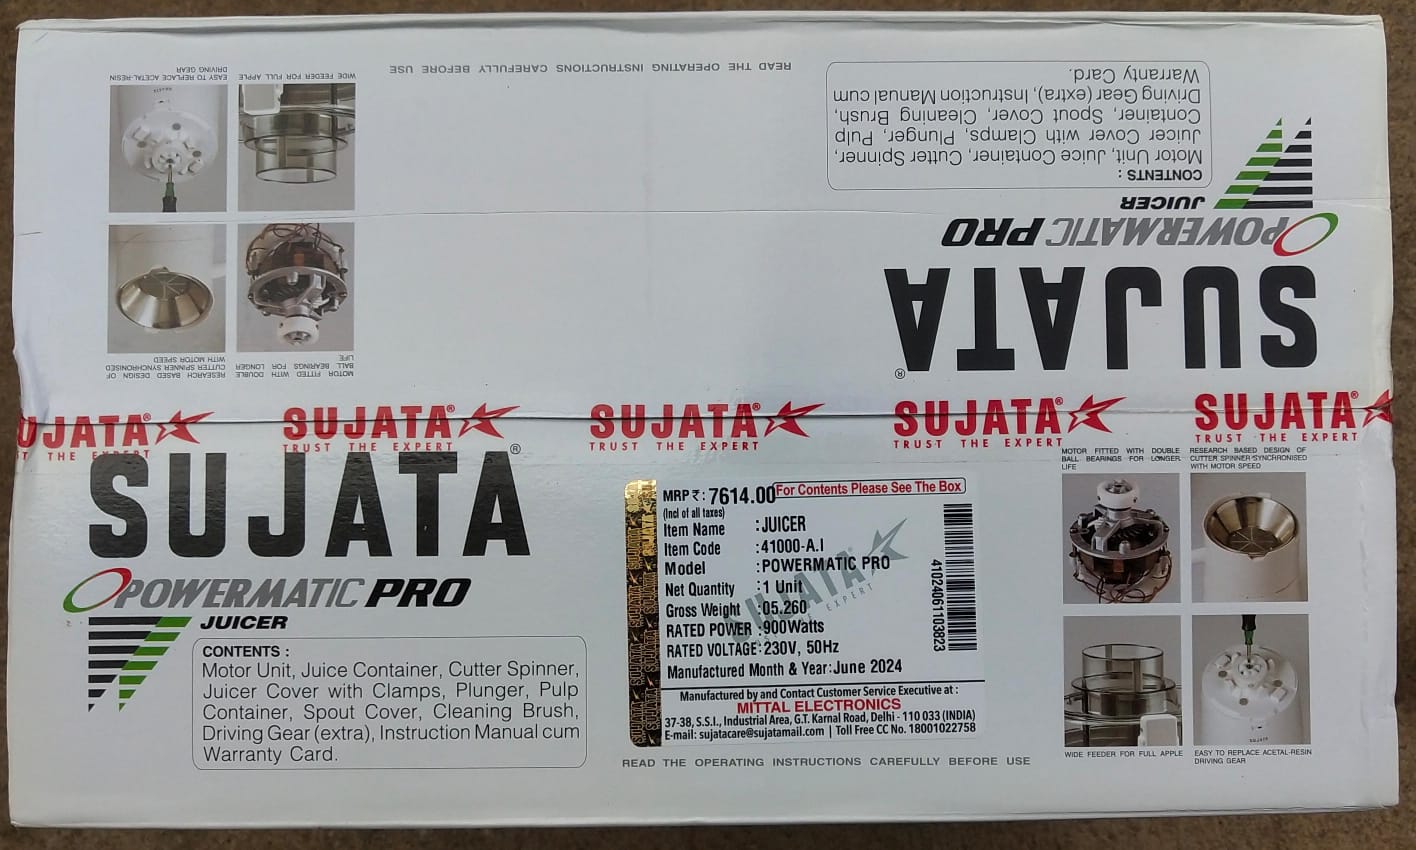 READ THE OPERATING INSTRUCTIONS CAREFULLY BEFORE USE
WIDE FEEDER FOR FULL APPLE
EASY TO REPLACE ACETAL-RESIN
DRIVING GEAR
MOTOR FITTED WITH DOUBLE
BALL BEARINGS FOR LONGER
LIFE
RESEARCH BASED DESIGN OF
CUTTER SPINNER SYNCHRONISED
WITH MOTOR SPEED
SUJATA®
POWERMATIC PRO
JUICER
CONTENTS :
Motor Unit, Juice Container, Cutter Spinner,
Juicer Cover with Clamps, Plunger, Pulp
Container, Spout Cover, Cleaning Brush,
Driving Gear (extra), Instruction Manual cum
Warranty Card.
UJATA®
T THE EXPERT
SUJATA®
TRUST THE EXPERT
SUJATA®
TRUST THE EXPERT
SUJATA®
TRUST THE EXPERT
SUJATA®
TRUST THE EXPERT
SUJATA®
POWERMATIC PRO
JUICER
CONTENTS :
Motor Unit, Juice Container, Cutter Spinner,
Juicer Cover with Clamps, Plunger, Pulp
Container, Spout Cover, Cleaning Brush,
Driving Gear (extra), Instruction Manual cum
Warranty Card.
SUJATA SUJATA SUJATA
MRP ₹: 7614.00 For Contents Please See The Box
(Incl of all taxes)
Item Name : JUICER
Item Code : 41000-A.I
Model : POWERMATIC PRO
Net Quantity : 1 Unit
Gross Weight : 05.260
RATED POWER : 900Watts
RATED VOLTAGE: 230V, 50Hz
Manufactured Month & Year: June 2024
SUJATA
EXPERT
41024061103823
Manufactured by and Contact Customer Service Executive at :
MITTAL ELECTRONICS
37-38, S.S.I., Industrial Area, G.T. Karnal Road, Delhi - 110 033 (INDIA)
E-mail: sujatacare@sujatamail.com | Toll Free CC No. 18001022758
READ THE OPERATING INSTRUCTIONS CAREFULLY BEFORE USE
MOTOR FITTED WITH DOUBLE
BALL BEARINGS FOR LONGER
LIFE
RESEARCH BASED DESIGN OF
CUTTER SPINNER SYNCHRONISED
WITH MOTOR SPEED
WIDE FEEDER FOR FULL APPLE
EASY TO REPLACE ACETAL-RESIN
DRIVING GEAR